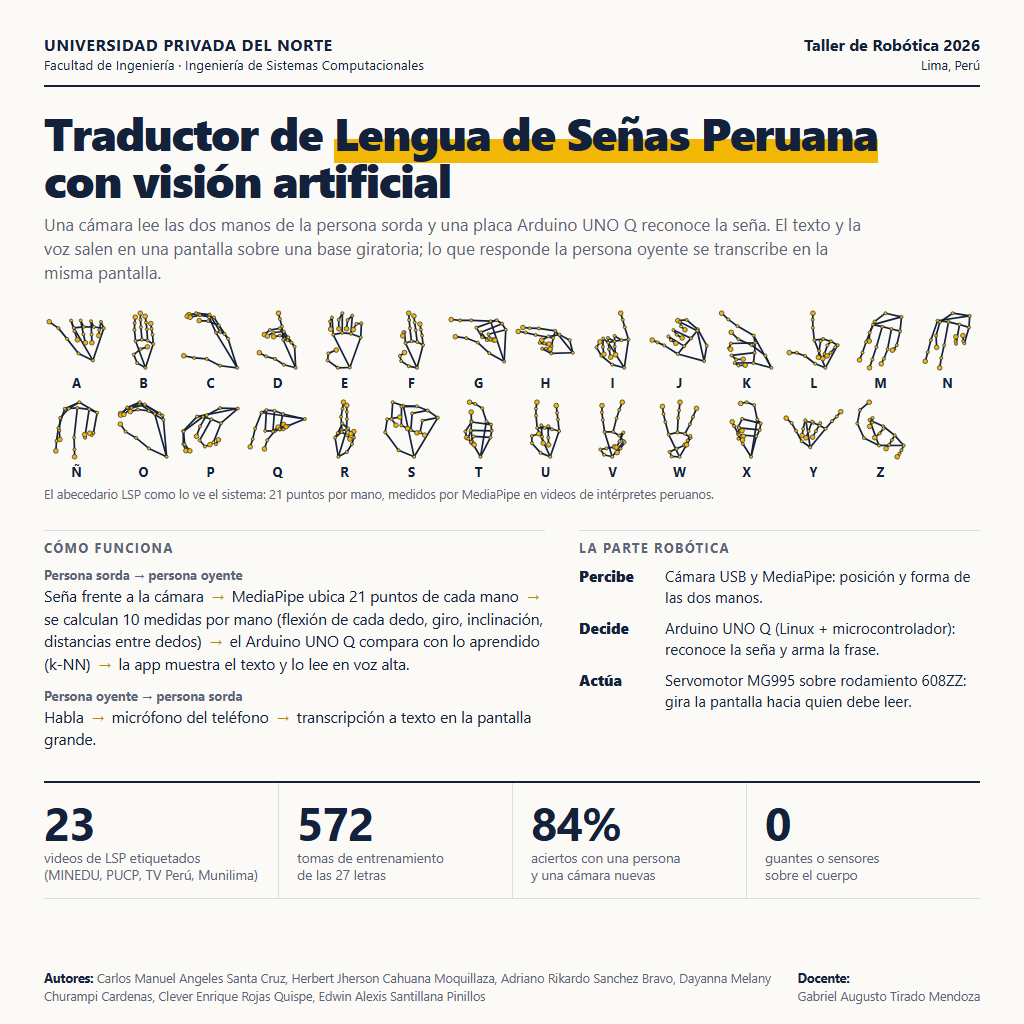 UNIVERSIDAD PRIVADA DEL NORTE
Facultad de Ingeniería · Ingeniería de Sistemas Computacionales
Taller de Robótica 2026
Lima, Perú
Traductor de Lengua de Señas Peruana
con visión artificial
Una cámara lee las dos manos de la persona sorda y una placa Arduino UNO Q reconoce la seña. El texto y la
voz salen en una pantalla sobre una base giratoria; lo que responde la persona oyente se transcribe en la
misma pantalla.
A B C D E F G H I J K L M N
Ñ O P Q R S T U V W X Y Z
El abecedario LSP como lo ve el sistema: 21 puntos por mano, medidos por MediaPipe en videos de intérpretes peruanos.
CÓMO FUNCIONA
Persona sorda → persona oyente
Seña frente a la cámara → MediaPipe ubica 21 puntos de cada mano →
se calculan 10 medidas por mano (flexión de cada dedo, giro, inclinación,
distancias entre dedos) → el Arduino UNO Q compara con lo aprendido
(k-NN) → la app muestra el texto y lo lee en voz alta.
Persona oyente → persona sorda
Habla → micrófono del teléfono → transcripción a texto en la pantalla
grande.
LA PARTE ROBÓTICA
Percibe Cámara USB y MediaPipe: posición y forma de
las dos manos.
Decide Arduino UNO Q (Linux + microcontrolador):
reconoce la seña y arma la frase.
Actúa Servomotor MG995 sobre rodamiento 608ZZ:
gira la pantalla hacia quien debe leer.
23
videos de LSP etiquetados
(MINEDU, PUCP, TV Perú, Munilima)
572
tomas de entrenamiento
de las 27 letras
84%
aciertos con una persona
y una cámara nuevas
0
guantes o sensores
sobre el cuerpo
Autores: Carlos Manuel Angeles Santa Cruz, Herbert Jherson Cahuana Moquillaza, Adriano Rikardo Sanchez Bravo, Dayanna Melany
Churampi Cardenas, Clever Enrique Rojas Quispe, Edwin Alexis Santillana Pinillos
Docente:
Gabriel Augusto Tirado Mendoza